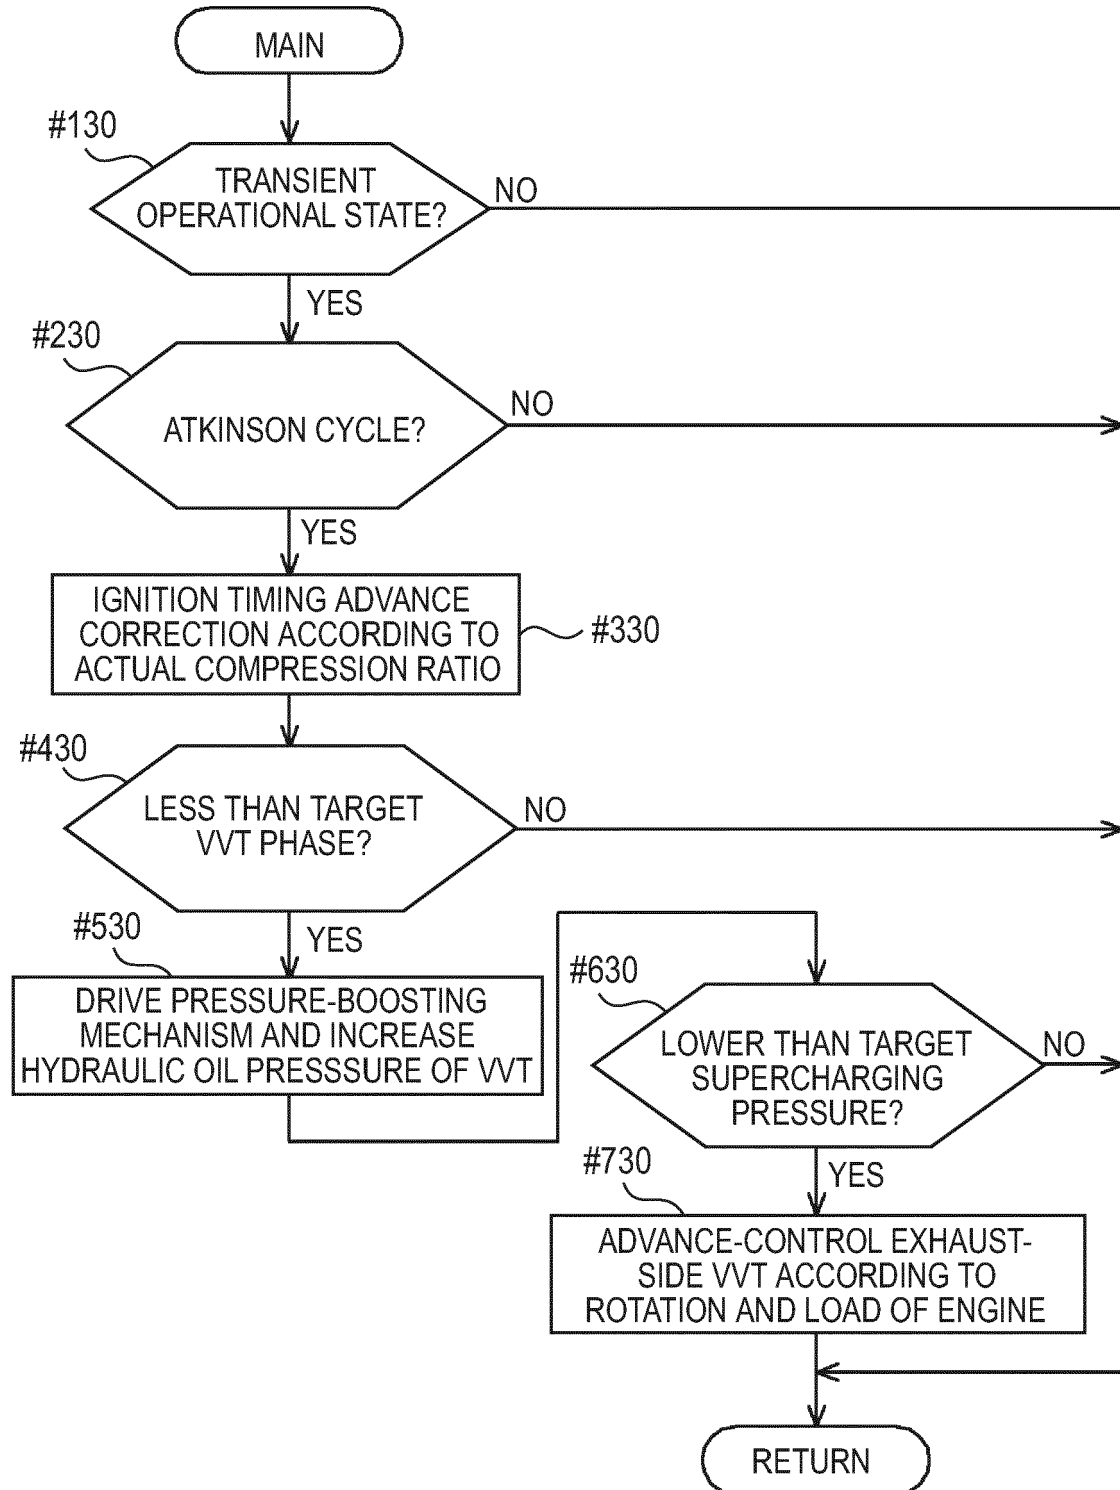 MAIN
#130
TRANSIENT
OPERATIONAL STATE?
NO
YES
#230
ATKINSON CYCLE?
NO
YES
IGNITION TIMING ADVANCE
CORRECTION ACCORDING TO
ACTUAL COMPRESSION RATIO
#330
#430
LESS THAN TARGET
VVT PHASE?
NO
YES
#530
DRIVE PRESSURE-BOOSTING
MECHANISM AND INCREASE
HYDRAULIC OIL PRESSSURE OF VVT
#630
LOWER THAN TARGET
SUPERCHARGING
PRESSURE?
NO
YES
#730
ADVANCE-CONTROL EXHAUST-
SIDE VVT ACCORDING TO
ROTATION AND LOAD OF ENGINE
RETURN